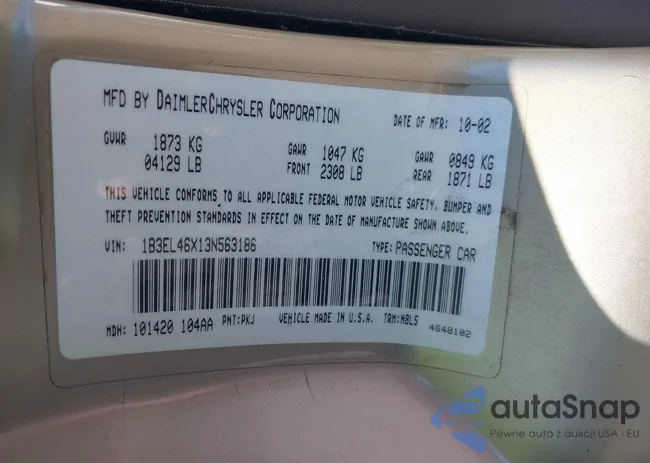 MFD BY DAIMLERCHRYSLER CORPORATION DATE OF MFR: 10-02
GVWR 1873 KG GAWR 1047 KG GAWR 0849 KG
04129 LB FRONT 2308 LB REAR 1871 LB
THIS VEHICLE CONFORMS TO ALL APPLICABLE FEDERAL MOTOR VEHICLE SAFETY, BUMPER AND
THEFT PREVENTION STANDARDS IN EFFECT ON THE DATE OF MANUFACTURE SHOWN ABOVE.
VIN: 1B3EL46X13N563186 TYPE: PASSENGER CAR
MDH: 101420 104AA PNT: PKJ VEHICLE MADE IN U.S.A. TRM: NBL5
4648102
autaSnap
Pewne auta z aukcji USA i EU